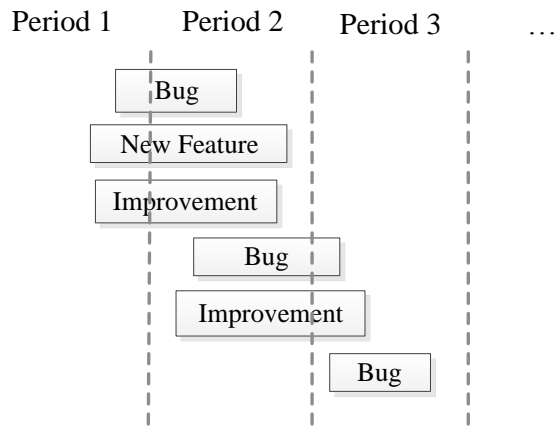 Period 1 Period 2 Period 3 …
Bug
New Feature
Improvement
Bug
Improvement
Bug